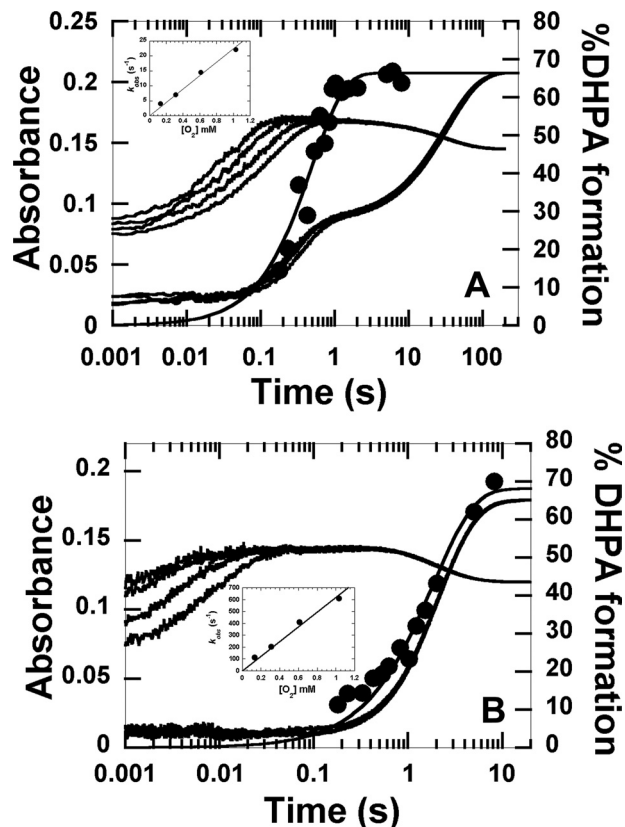 A
Absorbance
0.25
0.2
0.15
0.1
0.05
0
80
70
60
50
40
30
20
10
0
%DHPA formation
k_obs (s⁻¹)
25
20
15
10
5
0
0 0.2 0.4 0.6 0.8 1 1.2
[O₂] mM
0.001 0.01 0.1 1 10 100
Time (s)
B
Absorbance
0.2
0.15
0.1
0.05
0
80
70
60
50
40
30
20
10
0
% DHPA formation
k_obs (s⁻¹)
700
600
500
400
300
200
100
0
0 0.2 0.4 0.6 0.8 1 1.2
[O₂] mM
0.001 0.01 0.1 1 10
Time (s)